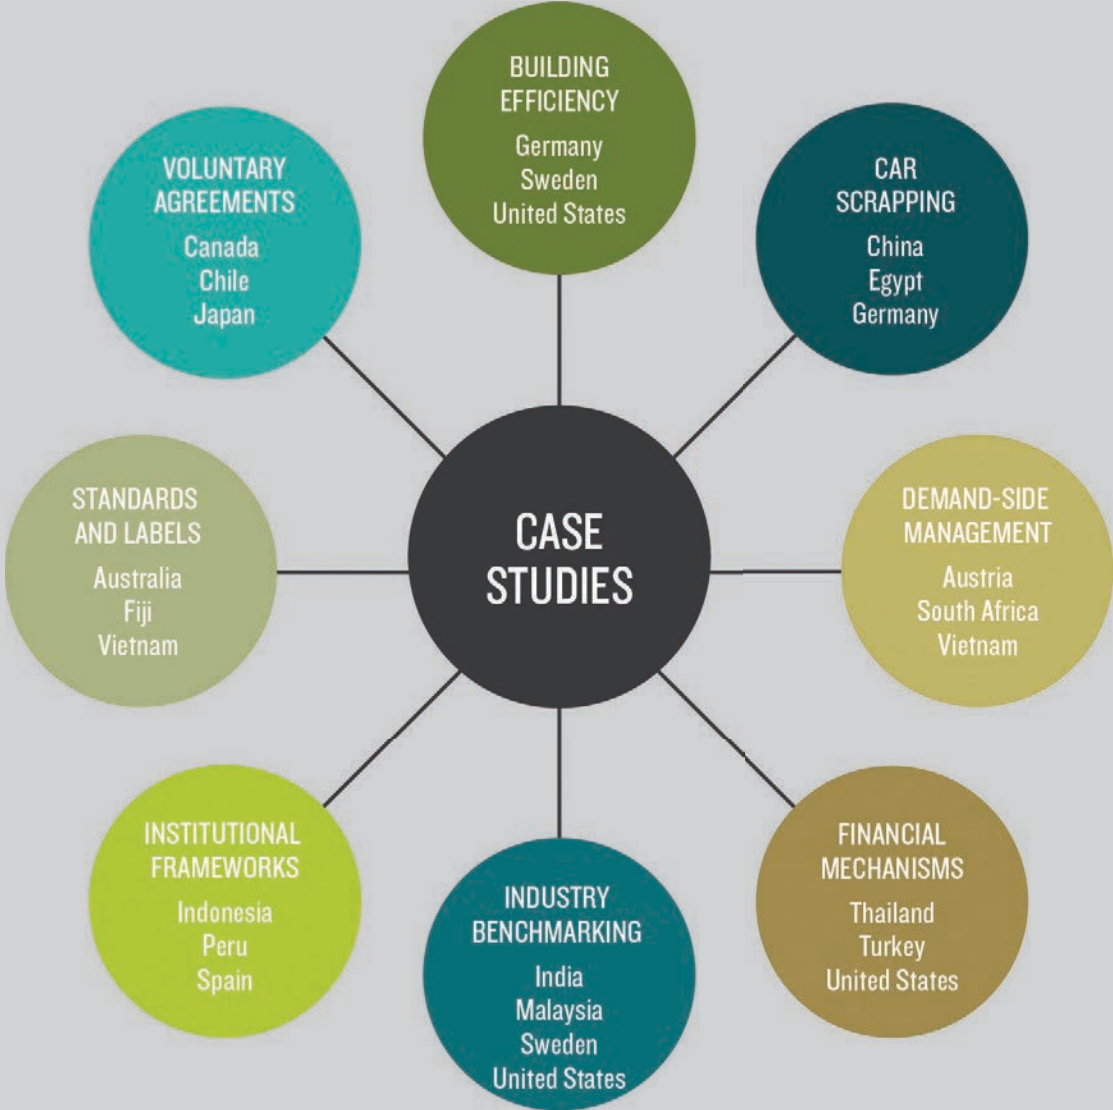 BUILDING
EFFICIENCY
Germany
Sweden
United States
CAR
SCRAPPING
China
Egypt
Germany
DEMAND-SIDE
MANAGEMENT
Austria
South Africa
Vietnam
FINANCIAL
MECHANISMS
Thailand
Turkey
United States
INDUSTRY
BENCHMARKING
India
Malaysia
Sweden
United States
INSTITUTIONAL
FRAMEWORKS
Indonesia
Peru
Spain
STANDARDS
AND LABELS
Australia
Fiji
Vietnam
VOLUNTARY
AGREEMENTS
Canada
Chile
Japan
CASE
STUDIES